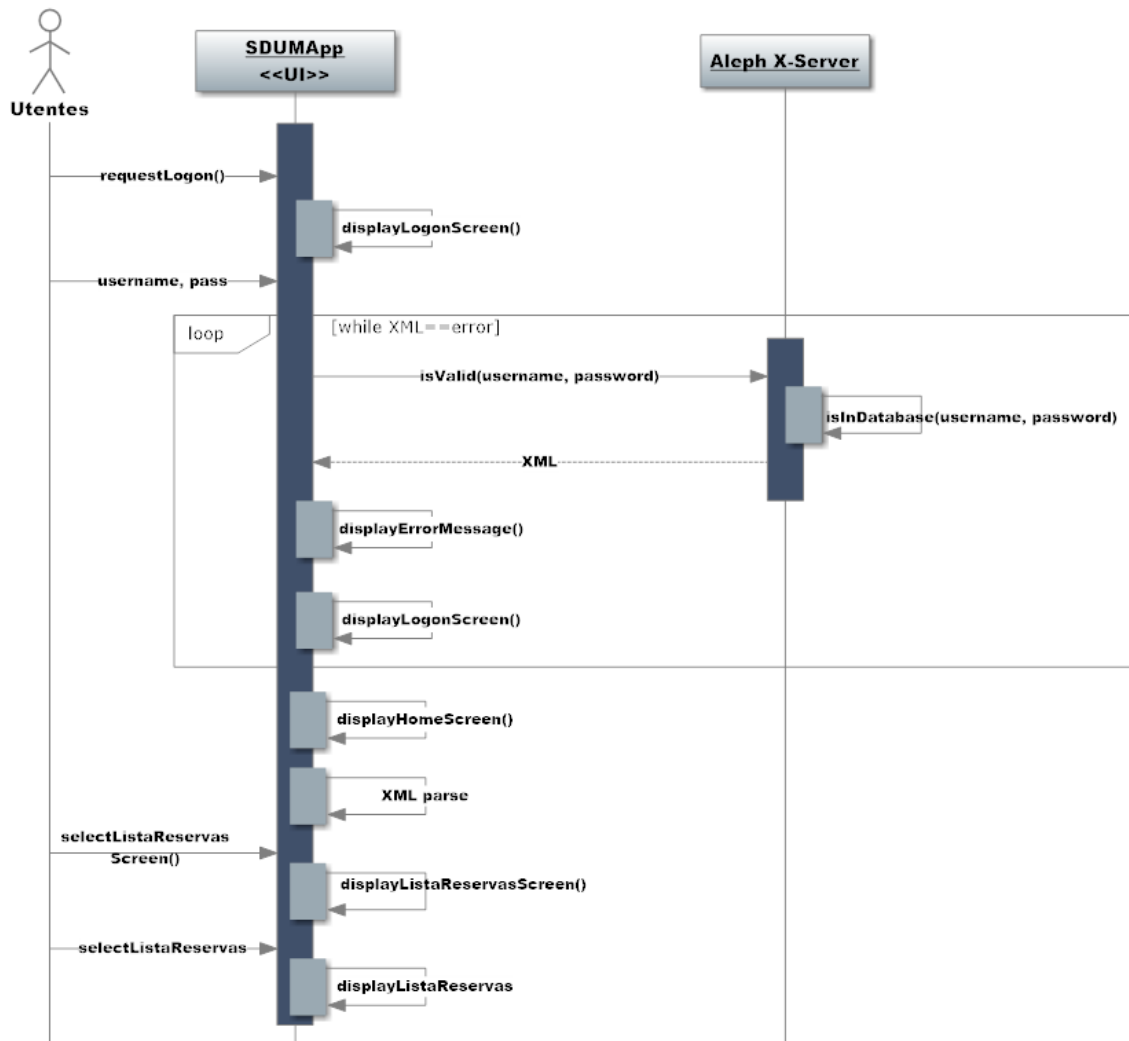 SDUMApp
<<UI>>
Aleph X-Server
Utentes
requestLogon()
displayLogonScreen()
username, pass
loop
[while XML==error]
isValid(username, password)
isInDatabase(username, password)
XML
displayErrorMessage()
displayLogonScreen()
displayHomeScreen()
XML parse
selectListaReservas
Screen()
displayListaReservasScreen()
selectListaReservas
displayListaReservas